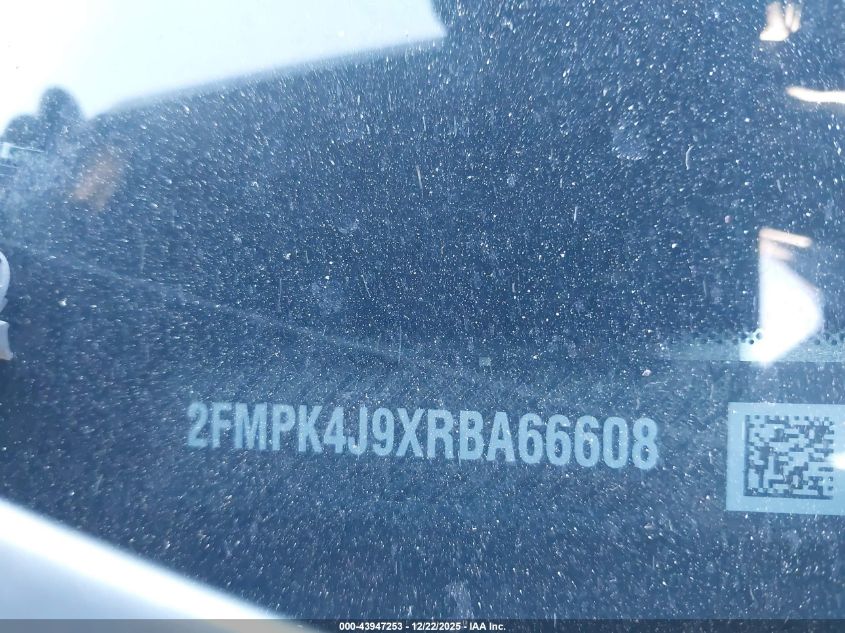 2FMPK4J9XRBA66608
000-43947253 - 12/22/2025 - IAA Inc.